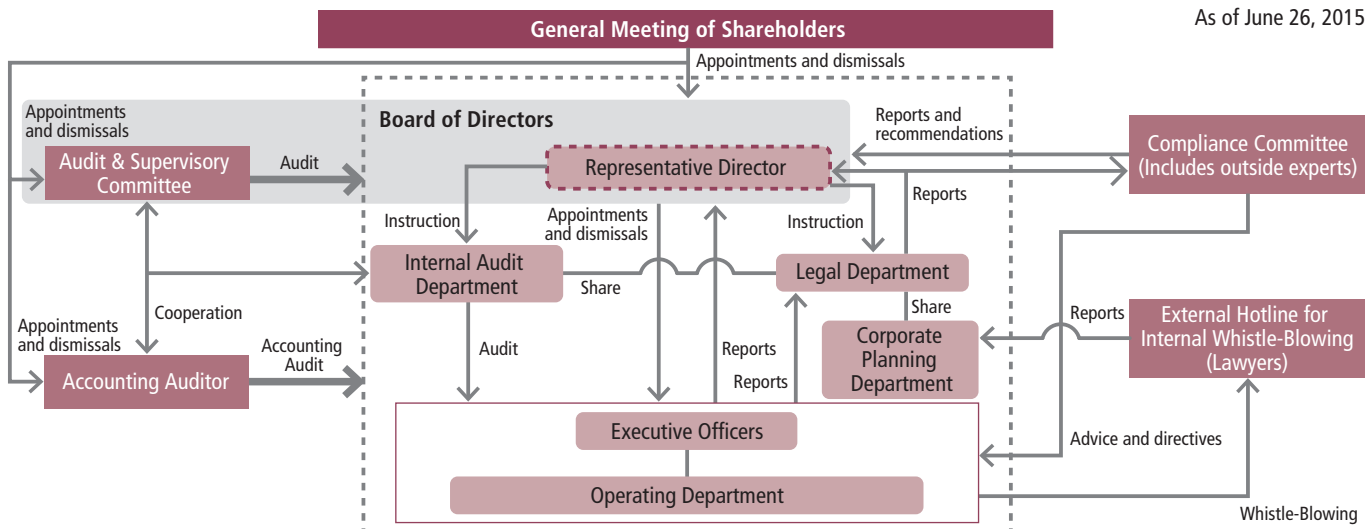 As of June 26, 2015
General Meeting of Shareholders
Appointments and dismissals
Appointments
and dismissals
Board of Directors
Reports and
recommendations
Compliance Committee
(Includes outside experts)
Audit & Supervisory
Committee
Audit
Representative Director
Reports
Instruction
Appointments
and dismissals
Instruction
Internal Audit
Department
Share
Legal Department
Share
Cooperation
Appointments
and dismissals
Accounting
Audit
Accounting Auditor
Audit
Reports
Reports
Corporate
Planning
Department
Reports
External Hotline for
Internal Whistle-Blowing
(Lawyers)
Executive Officers
Advice and directives
Operating Department
Whistle-Blowing